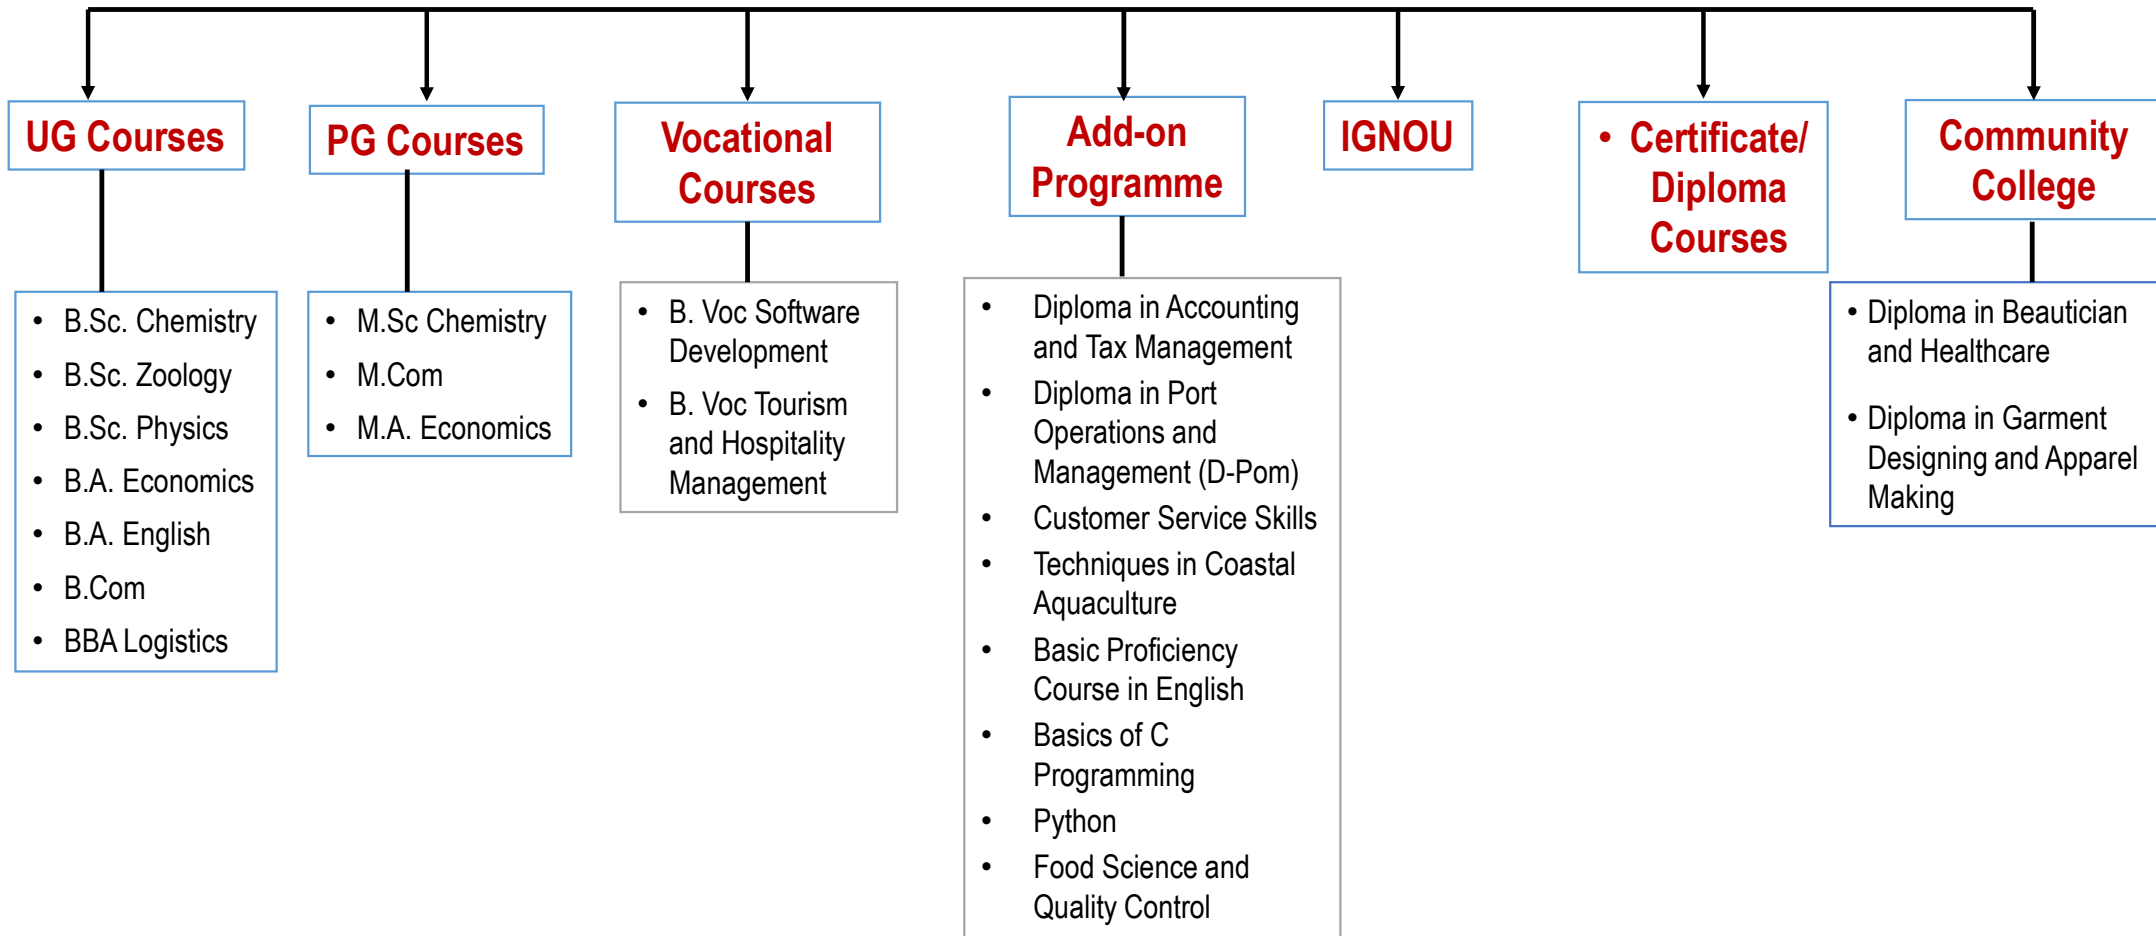 UG Courses
• B.Sc. Chemistry
• B.Sc. Zoology
• B.Sc. Physics
• B.A. Economics
• B.A. English
• B.Com
• BBA Logistics
PG Courses
• M.Sc Chemistry
• M.Com
• M.A. Economics
Vocational
Courses
• B. Voc Software
Development
• B. Voc Tourism
and Hospitality
Management
Add-on
Programme
• Diploma in Accounting
and Tax Management
• Diploma in Port
Operations and
Management (D-Pom)
• Customer Service Skills
• Techniques in Coastal
Aquaculture
• Basic Proficiency
Course in English
• Basics of C
Programming
• Python
• Food Science and
Quality Control
IGNOU
• Certificate/
Diploma
Courses
Community
College
• Diploma in Beautician
and Healthcare
• Diploma in Garment
Designing and Apparel
Making